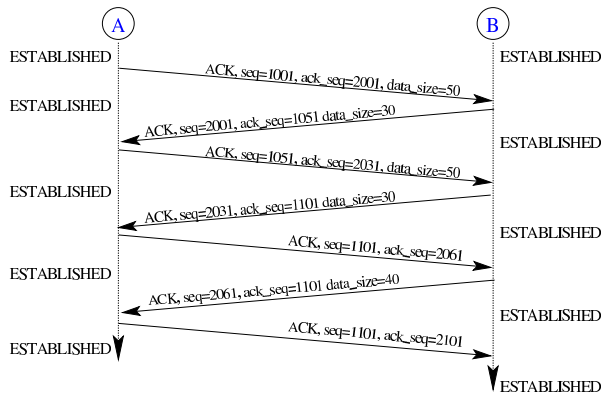 A
B
ESTABLISHED
ESTABLISHED
ACK, seq=1001, ack_seq=2001, data_size=50
ESTABLISHED
ACK, seq=2001, ack_seq=1051 data_size=30
ESTABLISHED
ACK, seq=1051, ack_seq=2031, data_size=50
ESTABLISHED
ACK, seq=2031, ack_seq=1101 data_size=30
ESTABLISHED
ACK, seq=1101, ack_seq=2061
ESTABLISHED
ACK, seq=2061, ack_seq=1101 data_size=40
ESTABLISHED
ACK, seq=1101, ack_seq=2101
ESTABLISHED
ESTABLISHED